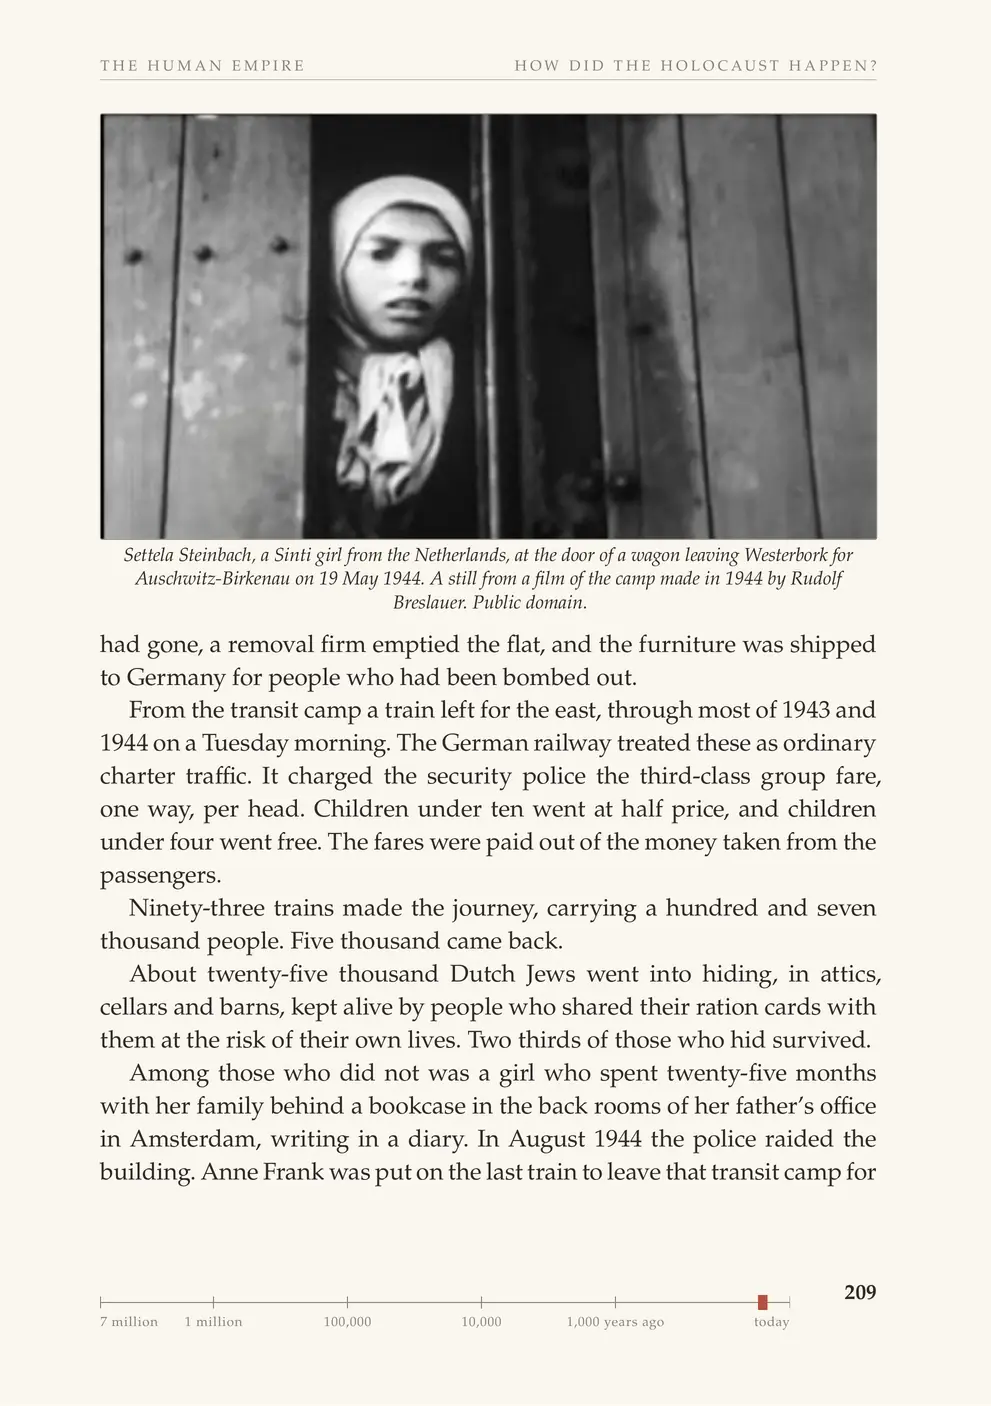 THE HUMAN EMPIRE
HOW DID THE HOLOCAUST HAPPEN?
Settela Steinbach, a Sinti girl from the Netherlands, at the door of a wagon leaving Westerbork for
Auschwitz-Birkenau on 19 May 1944. A still from a film of the camp made in 1944 by Rudolf
Breslauer. Public domain.
had gone, a removal firm emptied the flat, and the furniture was shipped
to Germany for people who had been bombed out.
From the transit camp a train left for the east, through most of 1943 and
1944 on a Tuesday morning. The German railway treated these as ordinary
charter traffic. It charged the security police the third-class group fare,
one way, per head. Children under ten went at half price, and children
under four went free. The fares were paid out of the money taken from the
passengers.
Ninety-three trains made the journey, carrying a hundred and seven
thousand people. Five thousand came back.
About twenty-five thousand Dutch Jews went into hiding, in attics,
cellars and barns, kept alive by people who shared their ration cards with
them at the risk of their own lives. Two thirds of those who hid survived.
Among those who did not was a girl who spent twenty-five months
with her family behind a bookcase in the back rooms of her father’s office
in Amsterdam, writing in a diary. In August 1944 the police raided the
building. Anne Frank was put on the last train to leave that transit camp for
209
7 million
1 million
100,000
10,000
1,000 years ago
today